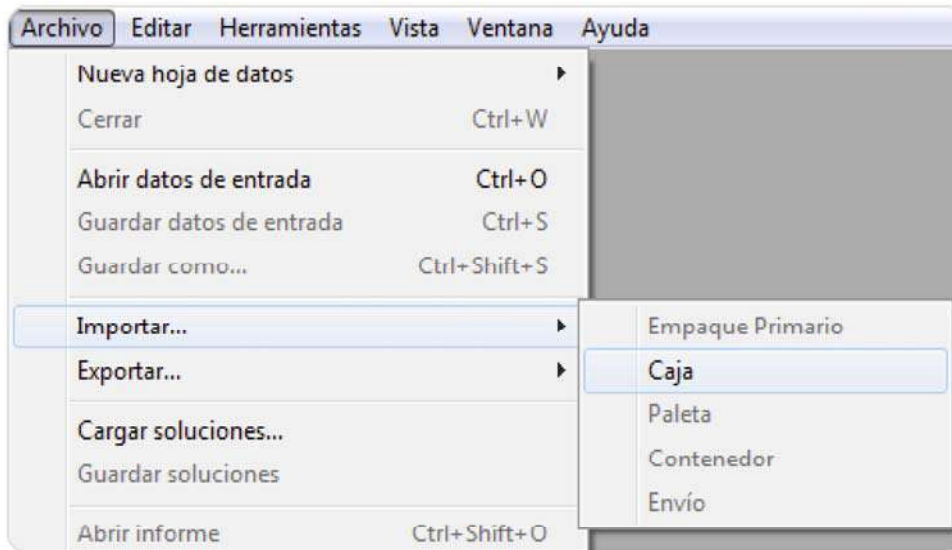 Archivo Editar Herramientas Vista Ventana Ayuda
Nueva hoja de datos
Cerrar Ctrl+W
Abrir datos de entrada Ctrl+O
Guardar datos de entrada Ctrl+S
Guardar como... Ctrl+Shift+S
Importar...
Exportar...
Cargar soluciones...
Guardar soluciones
Abrir informe Ctrl+Shift+O
Empaque Primario
Caja
Paleta
Contenedor
Envío